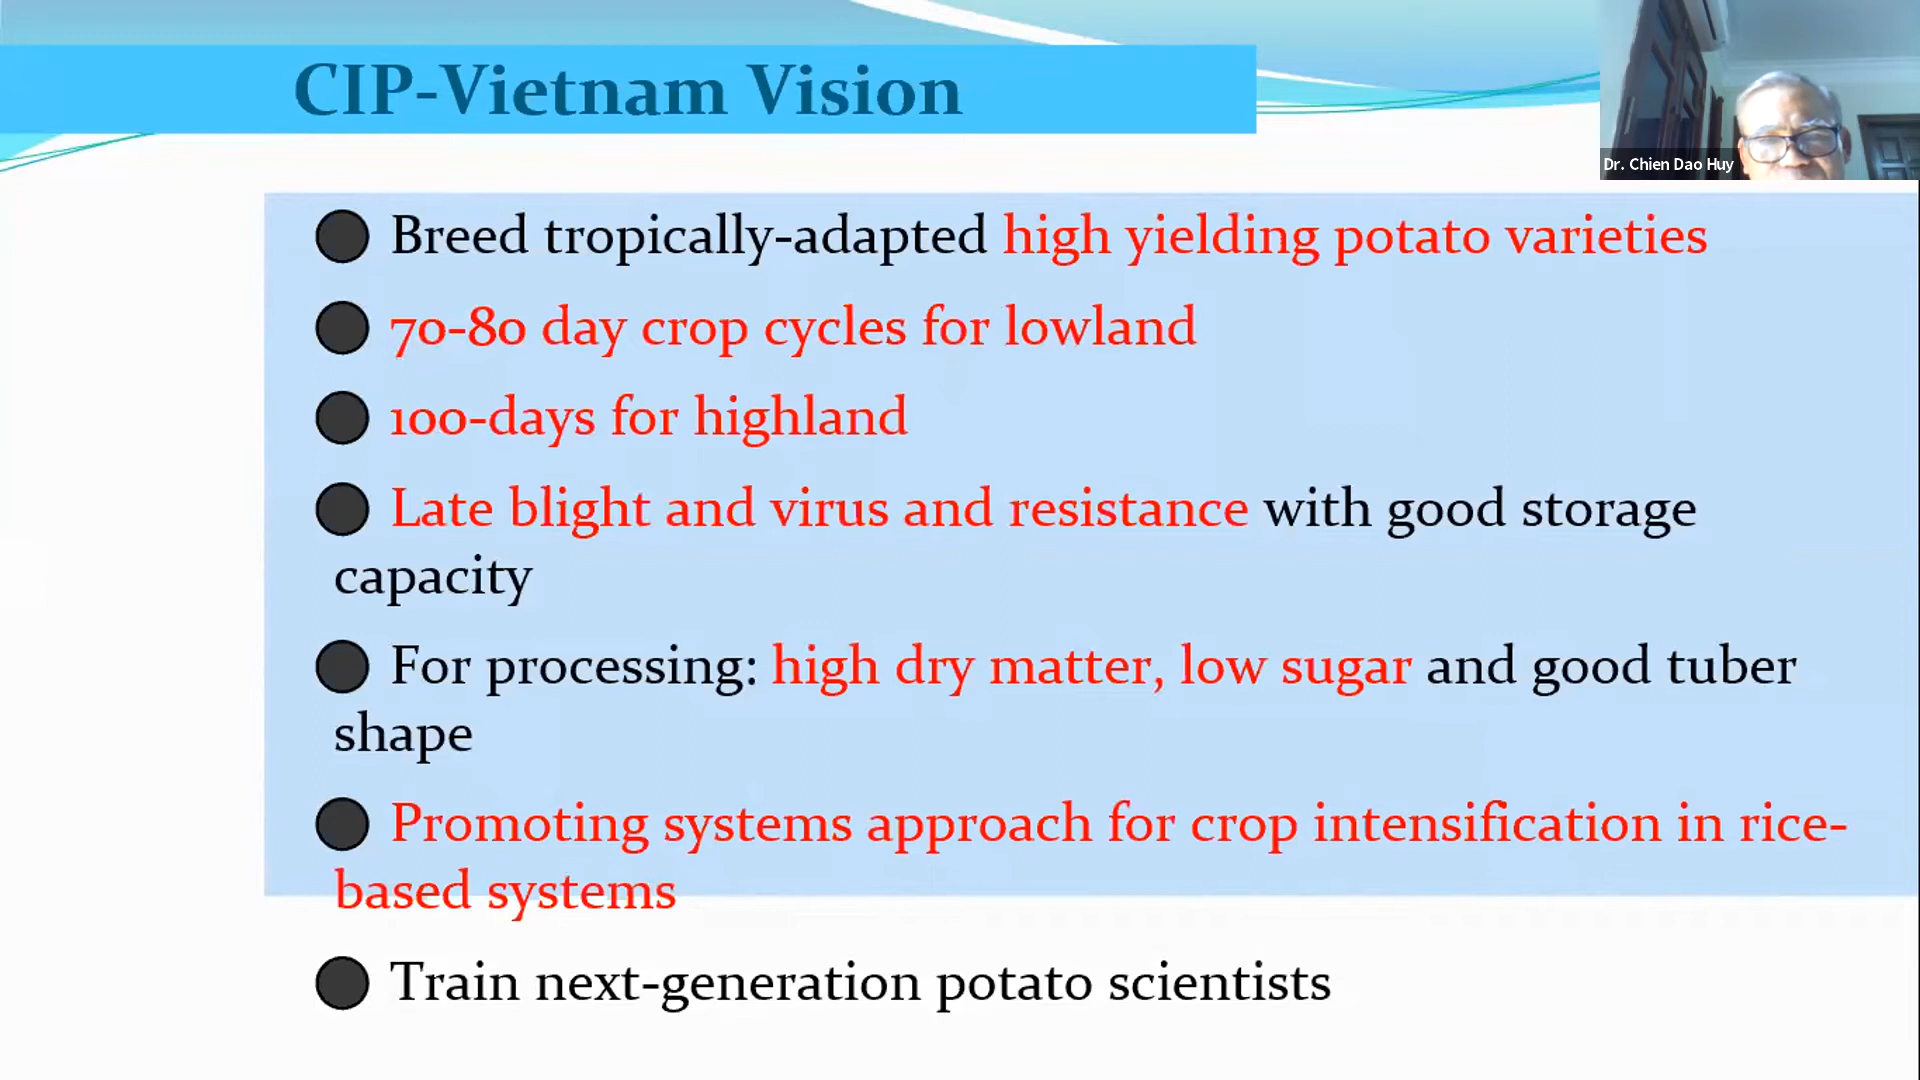 CIP-Vietnam Vision
Dr. Chien Dao Huy
Breed tropically-adapted high yielding potato varieties
70-80 day crop cycles for lowland
100-days for highland
Late blight and virus and resistance with good storage
capacity
For processing: high dry matter, low sugar and good tuber
shape
Promoting systems approach for crop intensification in rice-
based systems
Train next-generation potato scientists